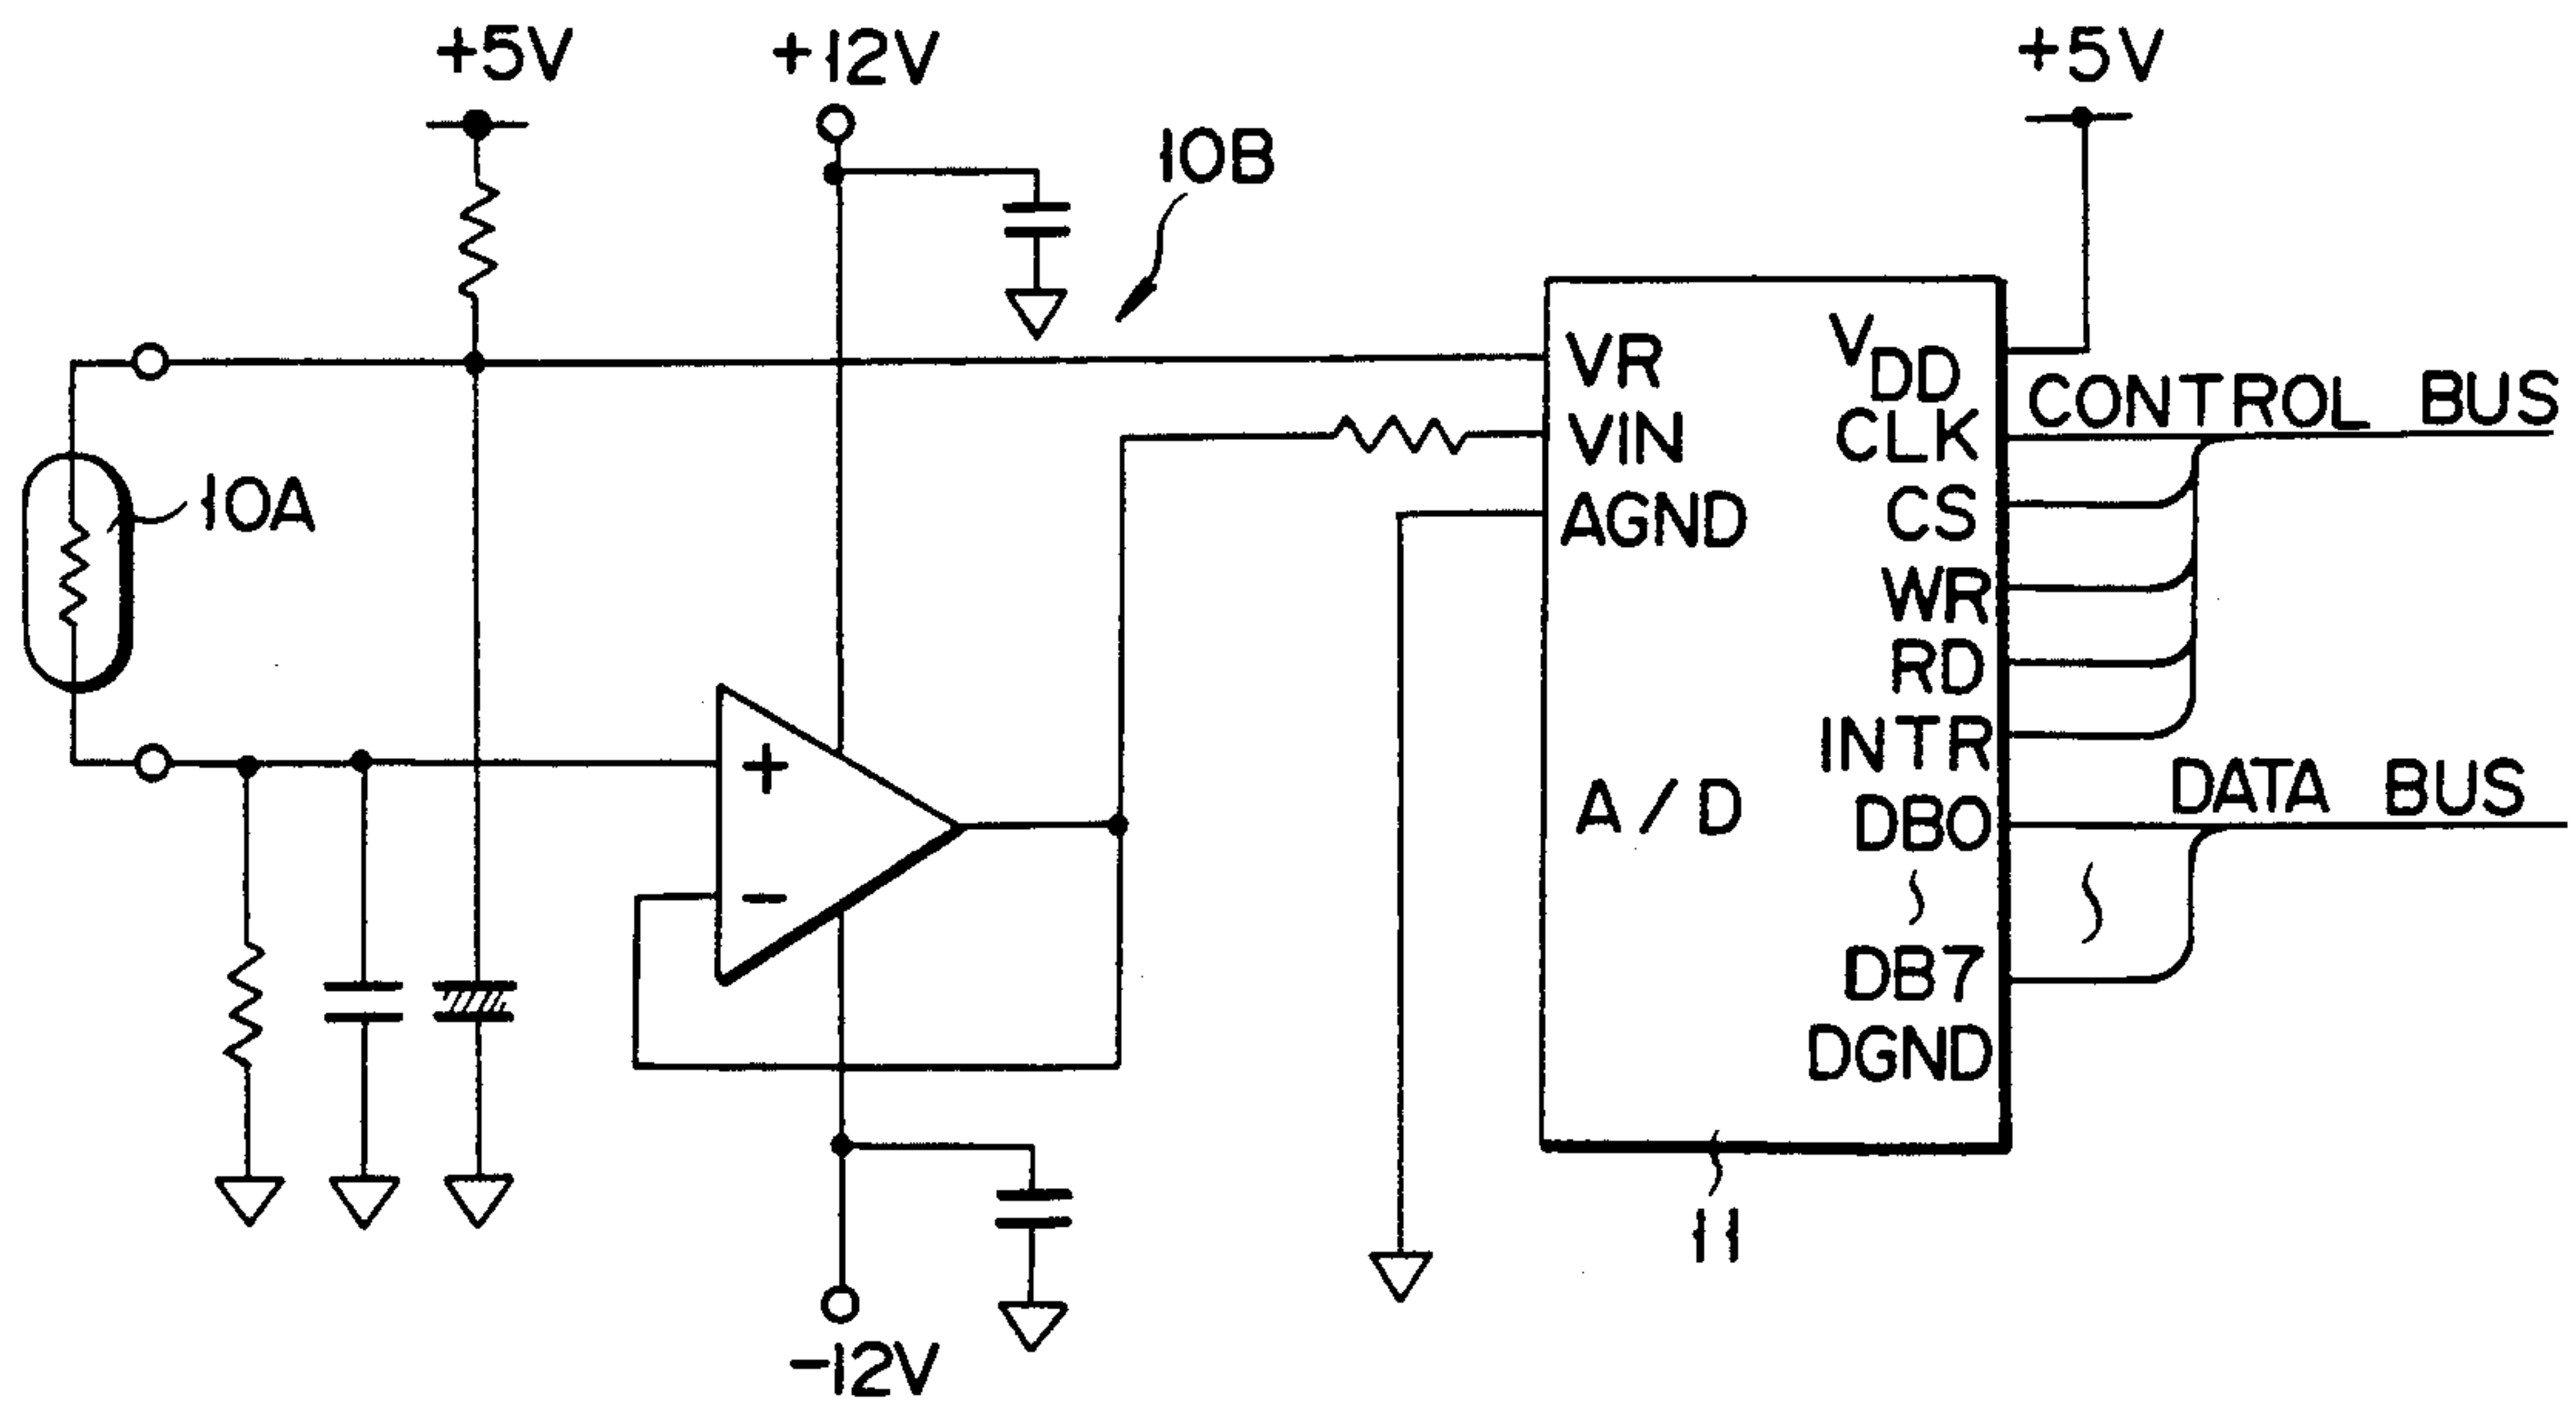 +5V
+12V
+5V
10B
VR
VDD
CONTROL BUS
VIN
CLK
10A
AGND
CS
WR
RD
INTR
+
A/D
DB0
DATA BUS
−
DB7
DGND
11
-12V